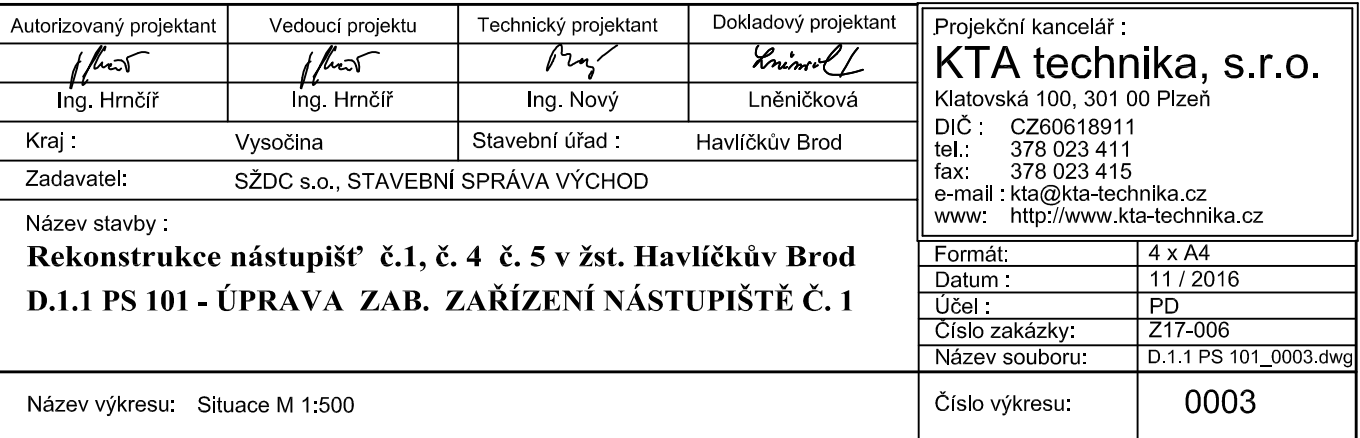 Autorizovaný projektant
Vedoucí projektu
Technický projektant
Dokladový projektant
Ing. Hrnčíř
Ing. Hrnčíř
Ing. Nový
Lněničková
Kraj :
Vysočina
Stavební úřad :
Havlíčkův Brod
Zadavatel:
SŽDC s.o., STAVEBNÍ SPRÁVA VÝCHOD
Název stavby :
Rekonstrukce nástupišť č.1, č. 4 č. 5 v žst. Havlíčkův Brod
D.1.1 PS 101 - ÚPRAVA ZAB. ZAŘÍZENÍ NÁSTUPIŠTĚ Č. 1
Název výkresu: Situace M 1:500
Projekční kancelář :
KTA technika, s.r.o.
Klatovská 100, 301 00 Plzeň
DIČ : CZ60618911
tel.: 378 023 411
fax: 378 023 415
e-mail : kta@kta-technika.cz
www: http://www.kta-technika.cz
Formát: 4 x A4
Datum : 11 / 2016
Účel : PD
Číslo zakázky: Z17-006
Název souboru: D.1.1 PS 101_0003.dwg
Číslo výkresu: 0003